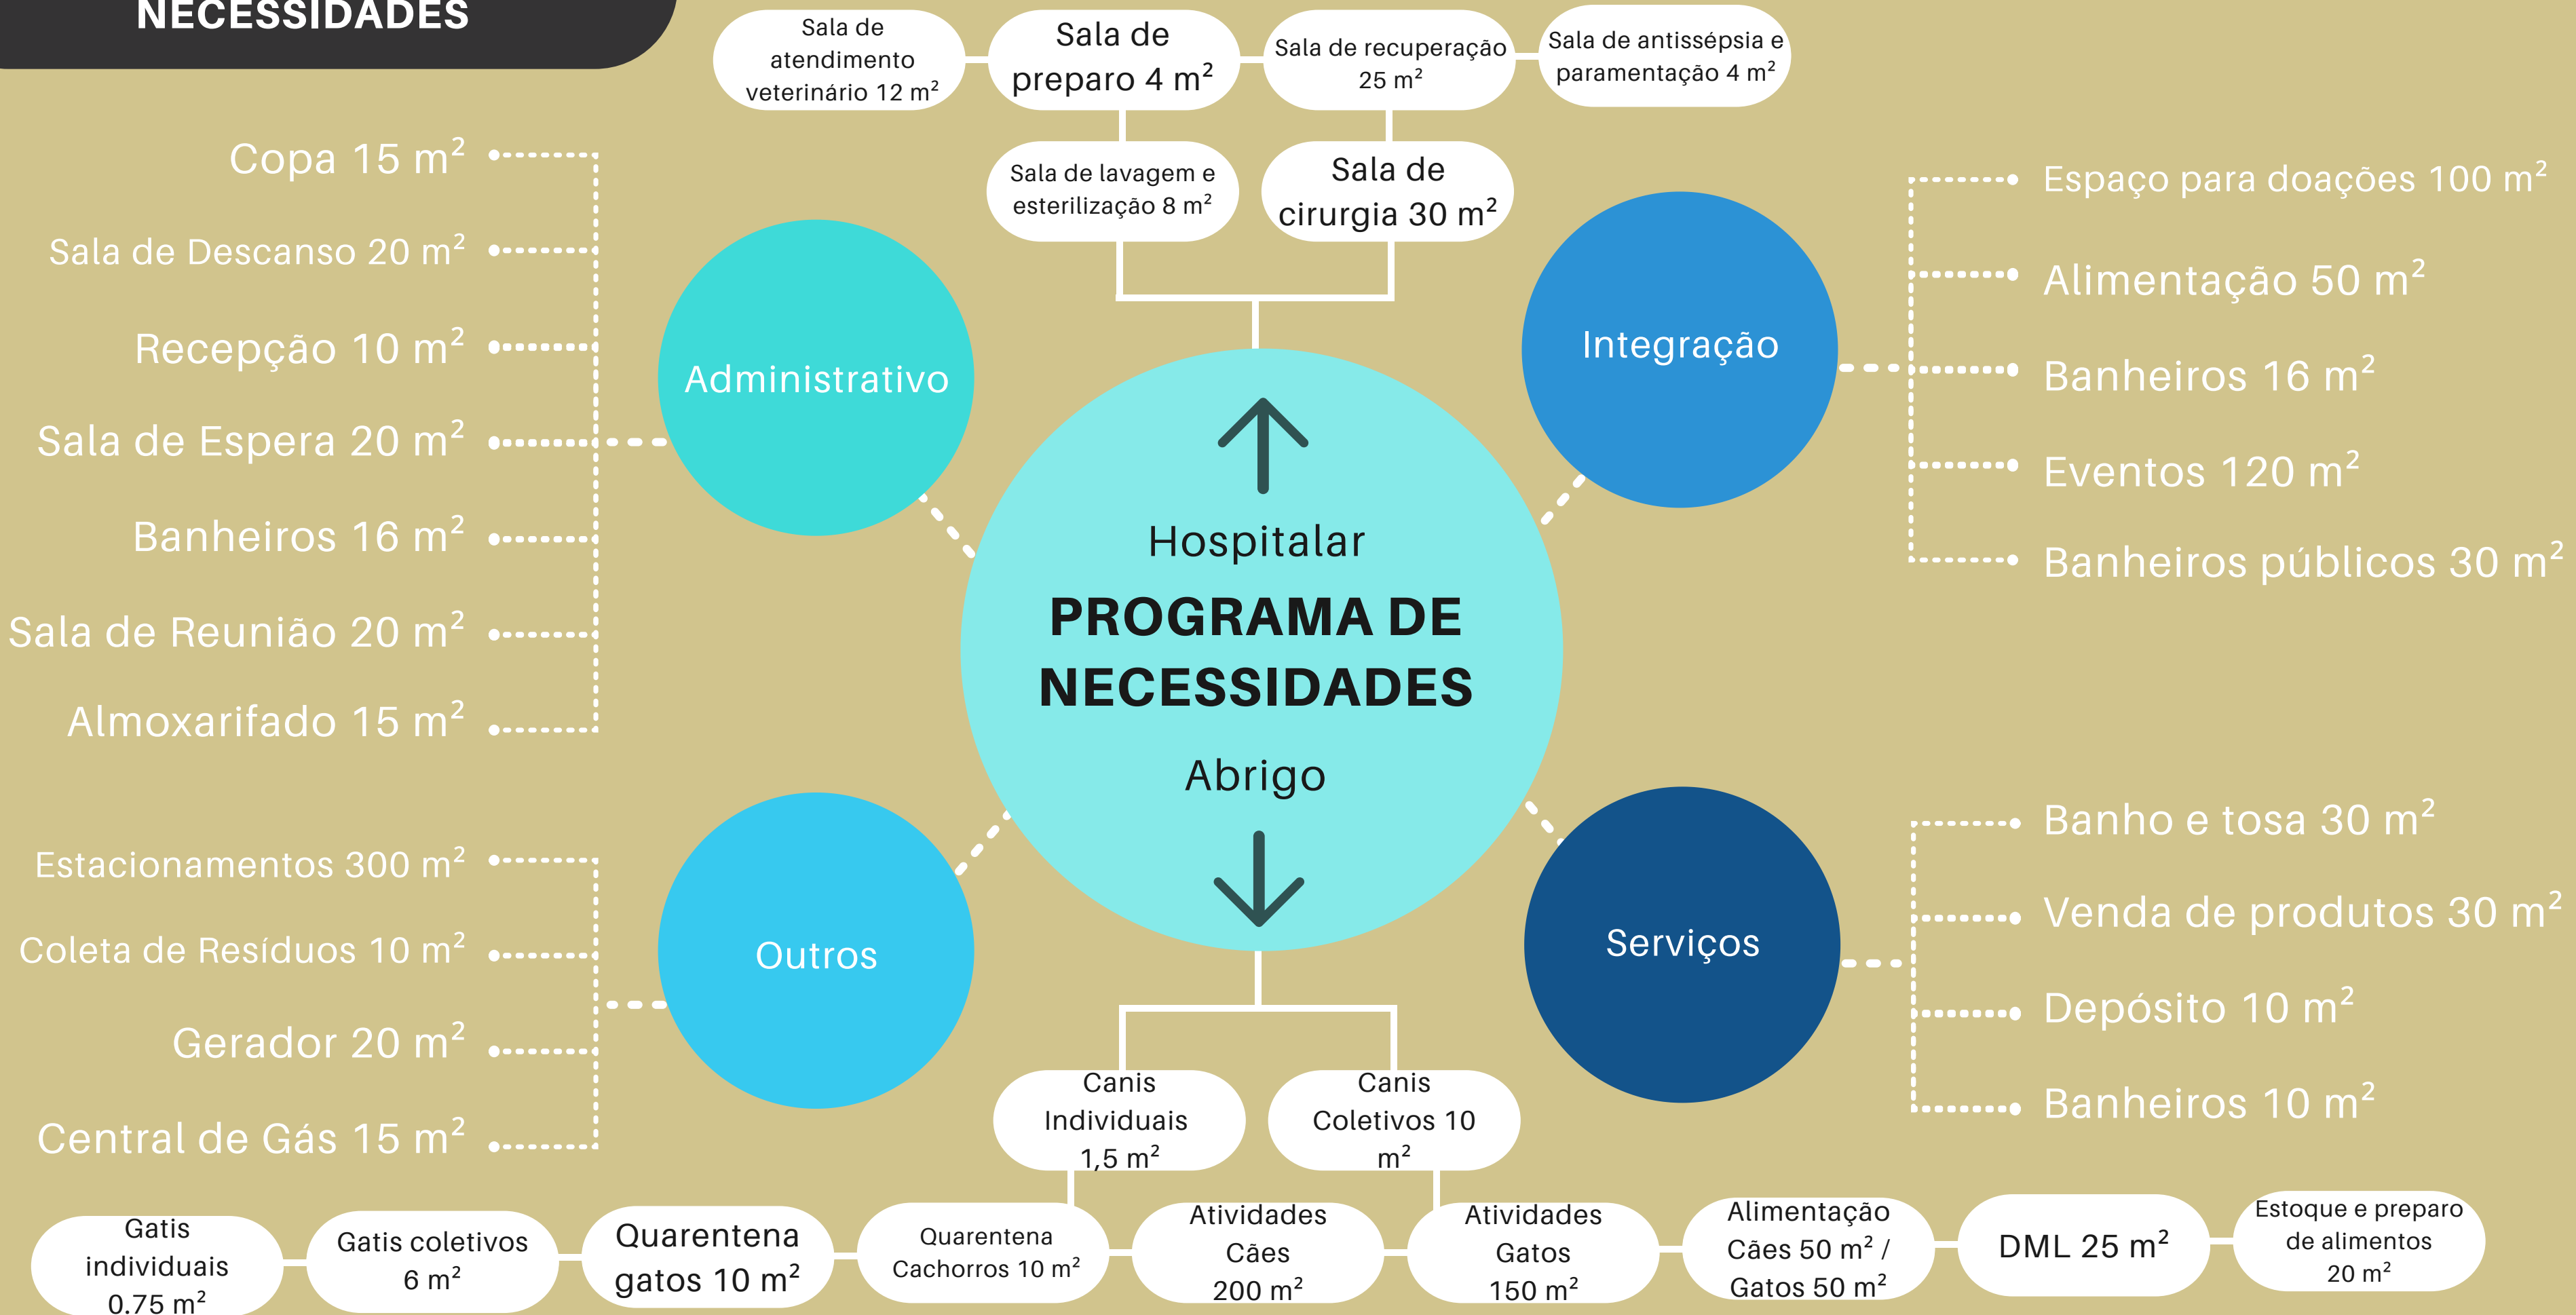 NECESSIDADES
Sala de
atendimento
veterinário 12 m²
Sala de
preparo 4 m²
Sala de recuperação
25 m²
Sala de antissépsia e
paramentação 4 m²
Sala de lavagem e
esterilização 8 m²
Sala de
cirurgia 30 m²
Copa 15 m²
Sala de Descanso 20 m²
Recepção 10 m²
Sala de Espera 20 m²
Banheiros 16 m²
Sala de Reunião 20 m²
Almoxarifado 15 m²
Administrativo
Integração
Espaço para doações 100 m²
Alimentação 50 m²
Banheiros 16 m²
Eventos 120 m²
Banheiros públicos 30 m²
Hospitalar
PROGRAMA DE
NECESSIDADES
Abrigo
Estacionamentos 300 m²
Coleta de Resíduos 10 m²
Gerador 20 m²
Central de Gás 15 m²
Outros
Serviços
Banho e tosa 30 m²
Venda de produtos 30 m²
Depósito 10 m²
Banheiros 10 m²
Canis
Individuais
1,5 m²
Canis
Coletivos 10
m²
Gatis
individuais
0.75 m²
Gatis coletivos
6 m²
Quarentena
gatos 10 m²
Quarentena
Cachorros 10 m²
Atividades
Cães
200 m²
Atividades
Gatos
150 m²
Alimentação
Cães 50 m² /
Gatos 50 m²
DML 25 m²
Estoque e preparo
de alimentos
20 m²